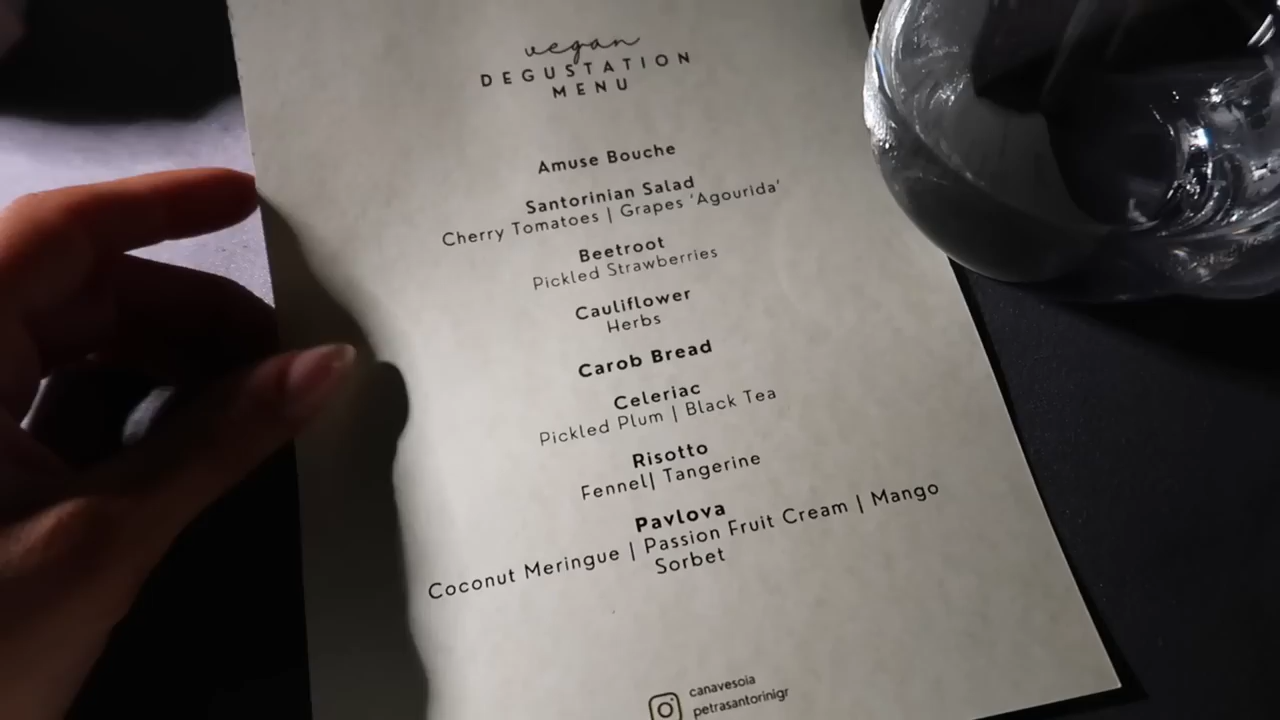 vegan
DEGUSTATION
MENU
Amuse Bouche
Santorinian Salad
Cherry Tomatoes | Grapes ‘Agourida’
Beetroot
Pickled Strawberries
Cauliflower
Herbs
Carob Bread
Celeriac
Pickled Plum | Black Tea
Risotto
Fennel| Tangerine
Pavlova
Coconut Meringue | Passion Fruit Cream | Mango
Sorbet
canavesoia
petrasantorinigr